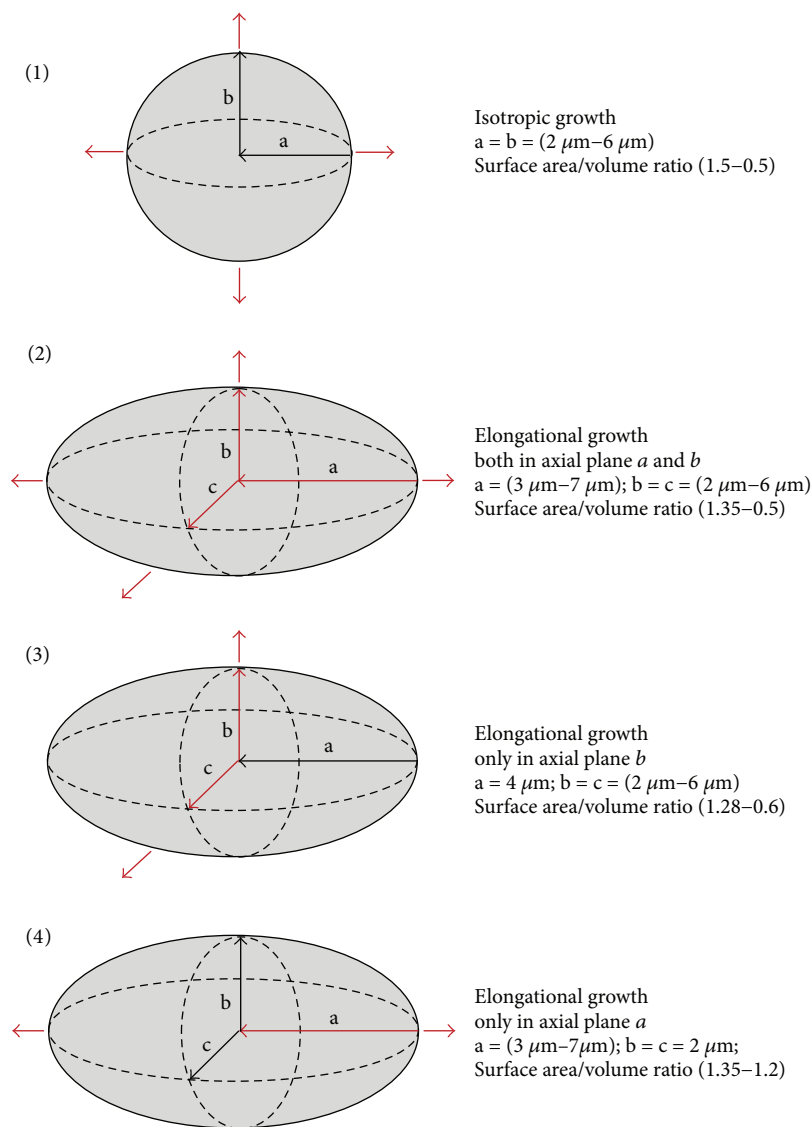 (1)
b
a
Isotropic growth
a = b = (2 μm–6 μm)
Surface area/volume ratio (1.5–0.5)
(2)
b
a
c
Elongational growth
both in axial plane a and b
a = (3 μm–7 μm); b = c = (2 μm–6 μm)
Surface area/volume ratio (1.35–0.5)
(3)
b
a
c
Elongational growth
only in axial plane b
a = 4 μm; b = c = (2 μm–6 μm)
Surface area/volume ratio (1.28–0.6)
(4)
b
a
c
Elongational growth
only in axial plane a
a = (3 μm–7μm); b = c = 2 μm;
Surface area/volume ratio (1.35–1.2)